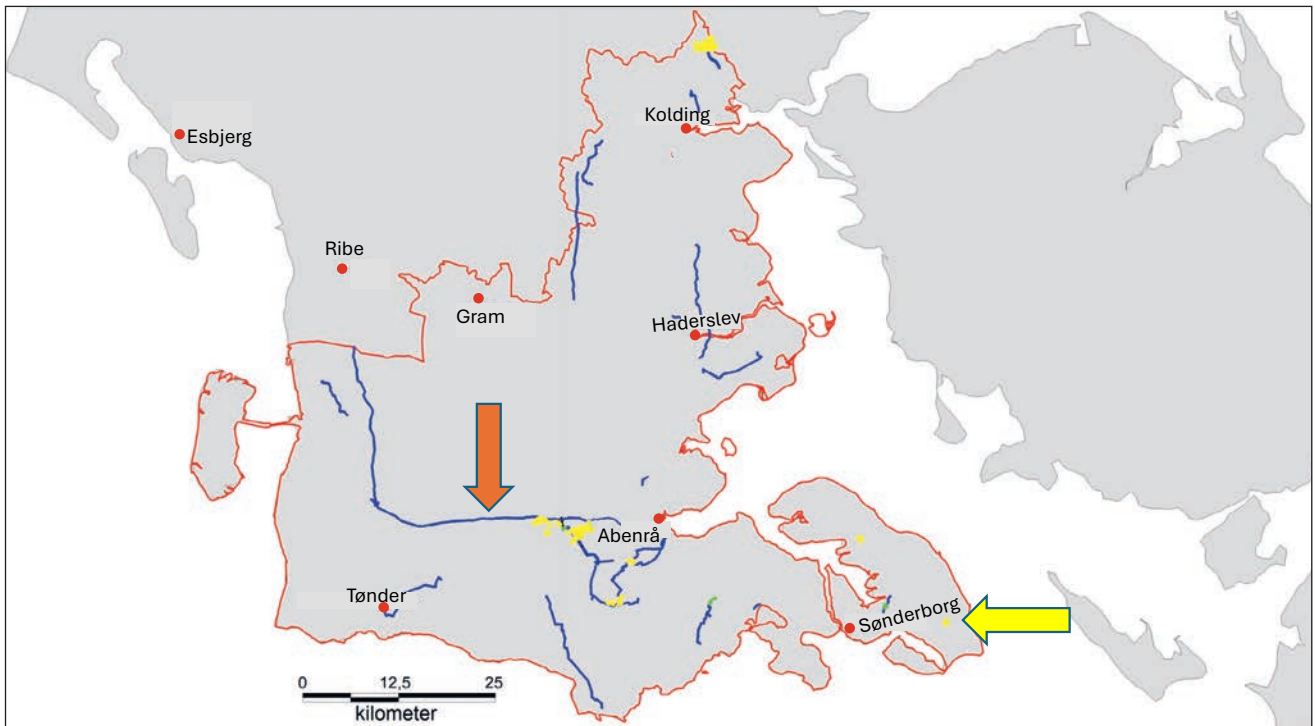 Kolding
Esbjerg
Ribe
Gram
Haderslev
Abenrå
Tønder
Sønderborg
0 12,5 25
kilometer